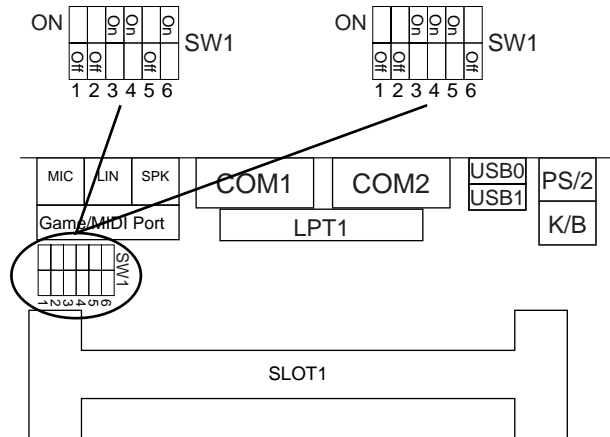 ON
On On On
Off Off Off
1 2 3 4 5 6
SW1
ON
On On On
Off Off Off
1 2 3 4 5 6
SW1
MIC LIN SPK
Game/MIDI Port
COM1 COM2
LPT1
USB0
USB1
PS/2
K/B
SW1
1 2 3 4 5 6
SLOT1